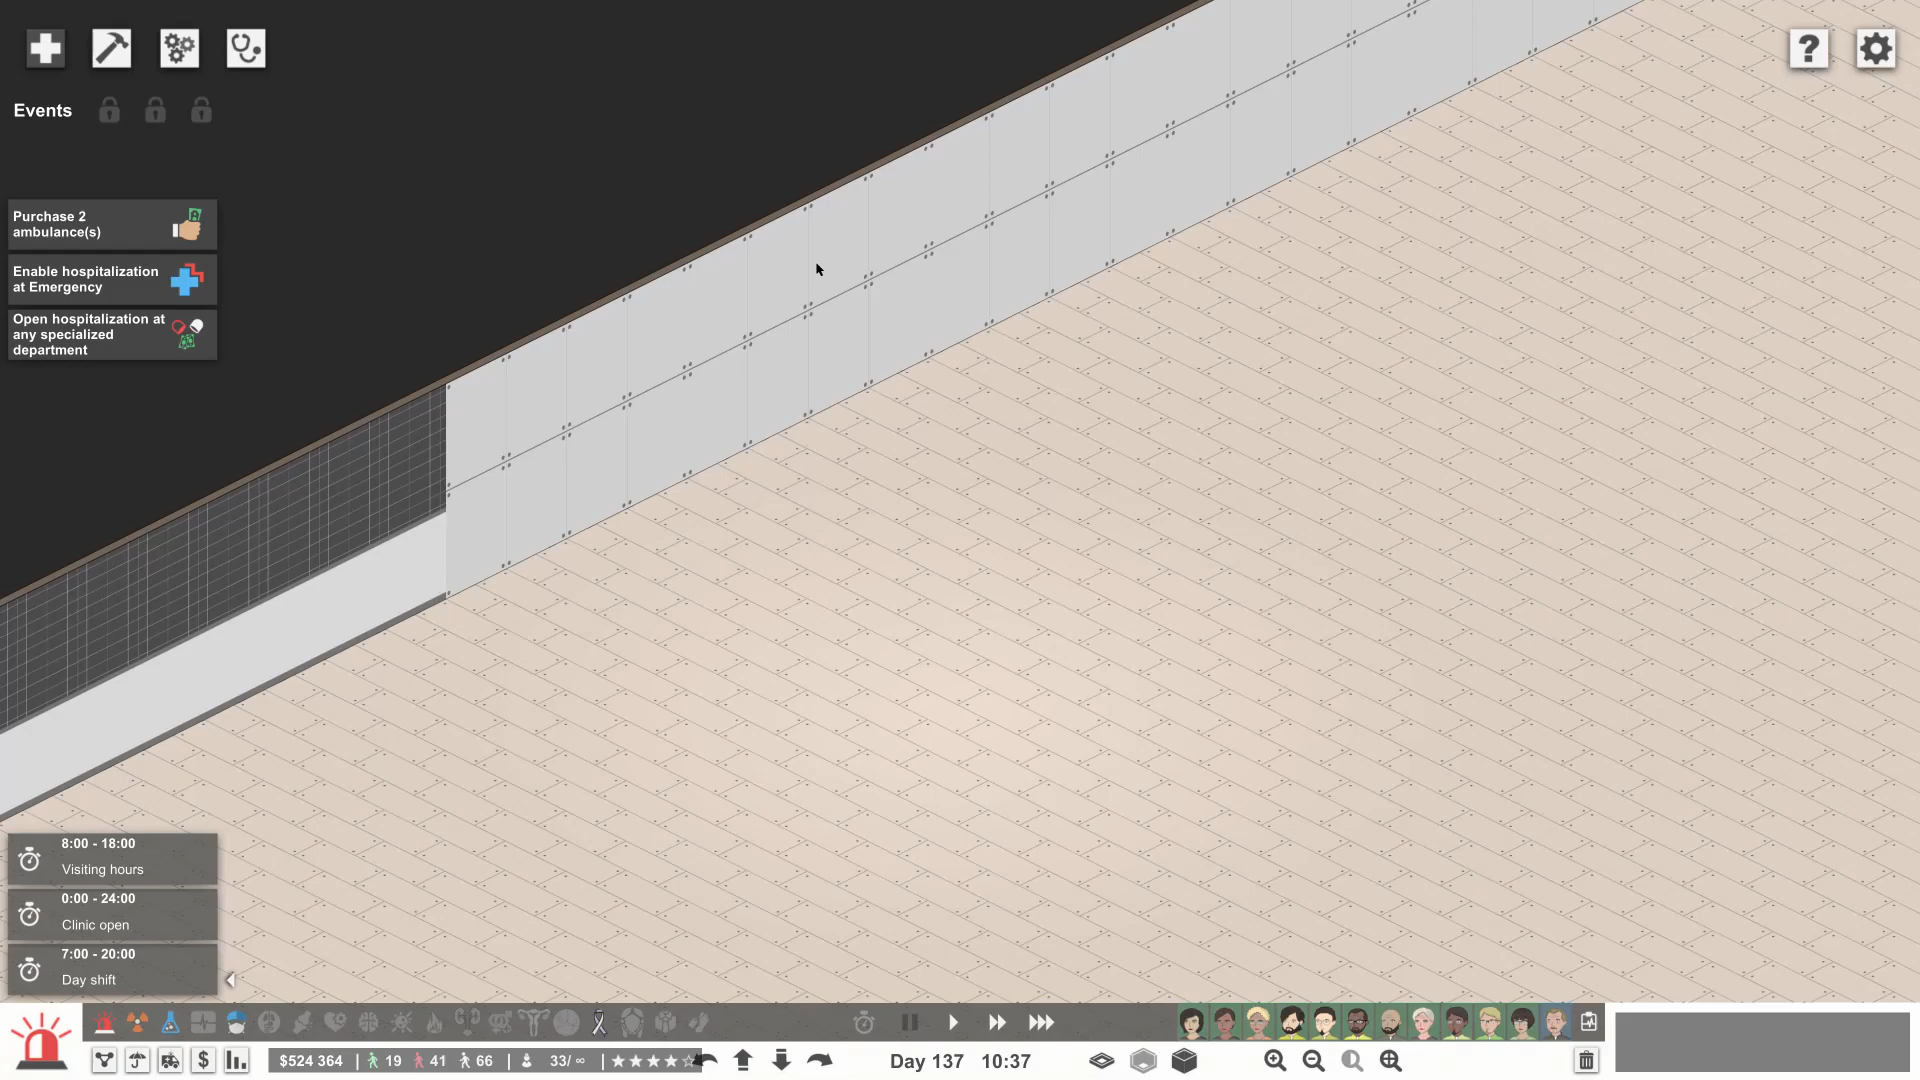 Events
Purchase 2
ambulance(s)
Enable hospitalization
at Emergency
Open hospitalization at
any specialized
department
8:00 - 18:00
Visiting hours
0:00 - 24:00
Clinic open
7:00 - 20:00
Day shift
$524 364 | 19 41 66 | 33/ ∞ |
Day 137 10:37